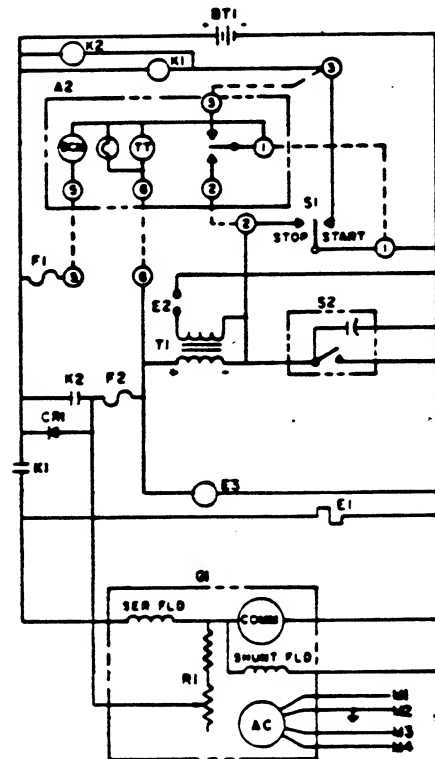 - BT1 +
K2
K1
3
A2
3
BCR
TT
1
S1
5
6
2
2
STOP START
1
F1
5
6
E2
S2
T1
+ -
K2
F2
CR1
K1
E3
E1
G1
SER FLD
COMM
SHUNT FLD
R1
AC
M1
M2
M3
M4